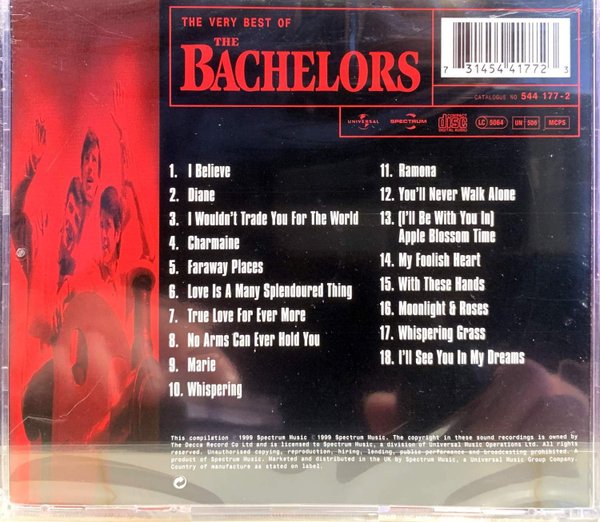 THE VERY BEST OF
THE
BACHELORS
7 31454 41772 3
CATALOGUE NO 544 177-2
UNIVERSAL
SPECTRUM
COMPACT
disc
DIGITAL AUDIO
LC 5064
UN 506
MCPS
1. I Believe
2. Diane
3. I Wouldn't Trade You For The World
4. Charmaine
5. Faraway Places
6. Love Is A Many Splendoured Thing
7. True Love For Ever More
8. No Arms Can Ever Hold You
9. Marie
10. Whispering
11. Ramona
12. You'll Never Walk Alone
13. (I'll Be With You In)
Apple Blossom Time
14. My Foolish Heart
15. With These Hands
16. Moonlight & Roses
17. Whispering Grass
18. I'll See You In My Dreams
This compilation ℗1999 Spectrum Music ©1999 Spectrum Music. The copyright in these sound recordings is owned by
The Decca Record Co Ltd and is licensed to Spectrum Music, a division of Universal Music Operations Ltd. All rights
reserved. Unauthorised copying, reproduction, hiring, lending, public performance and broadcasting prohibited. A
product of Spectrum Music. Marketed and distributed in the UK by Spectrum Music, a Universal Music Group Company.
Country of manufacture as stated on label.